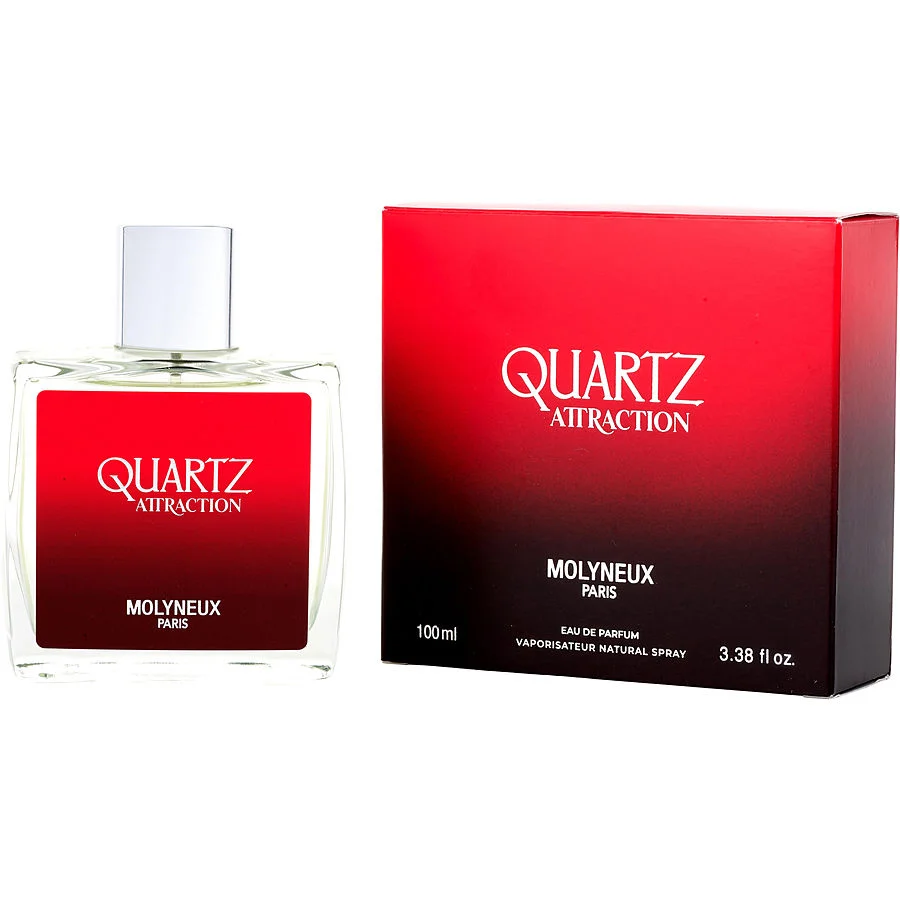 QUARTZ
ATTRACTION
MOLYNEUX
PARIS
QUARTZ
ATTRACTION
MOLYNEUX
PARIS
100ml
EAU DE PARFUM
VAPORISATEUR NATURAL SPRAY
3.38 fl oz.